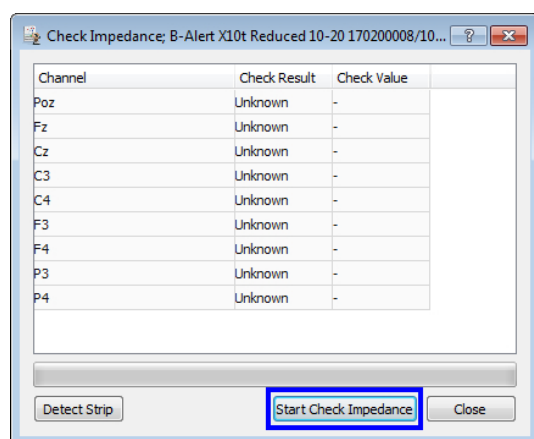 Check Impedance; B-Alert X10t Reduced 10-20 170200008/10...
Channel Check Result Check Value
Poz Unknown -
Fz Unknown -
Cz Unknown -
C3 Unknown -
C4 Unknown -
F3 Unknown -
F4 Unknown -
P3 Unknown -
P4 Unknown -
Detect Strip Start Check Impedance Close